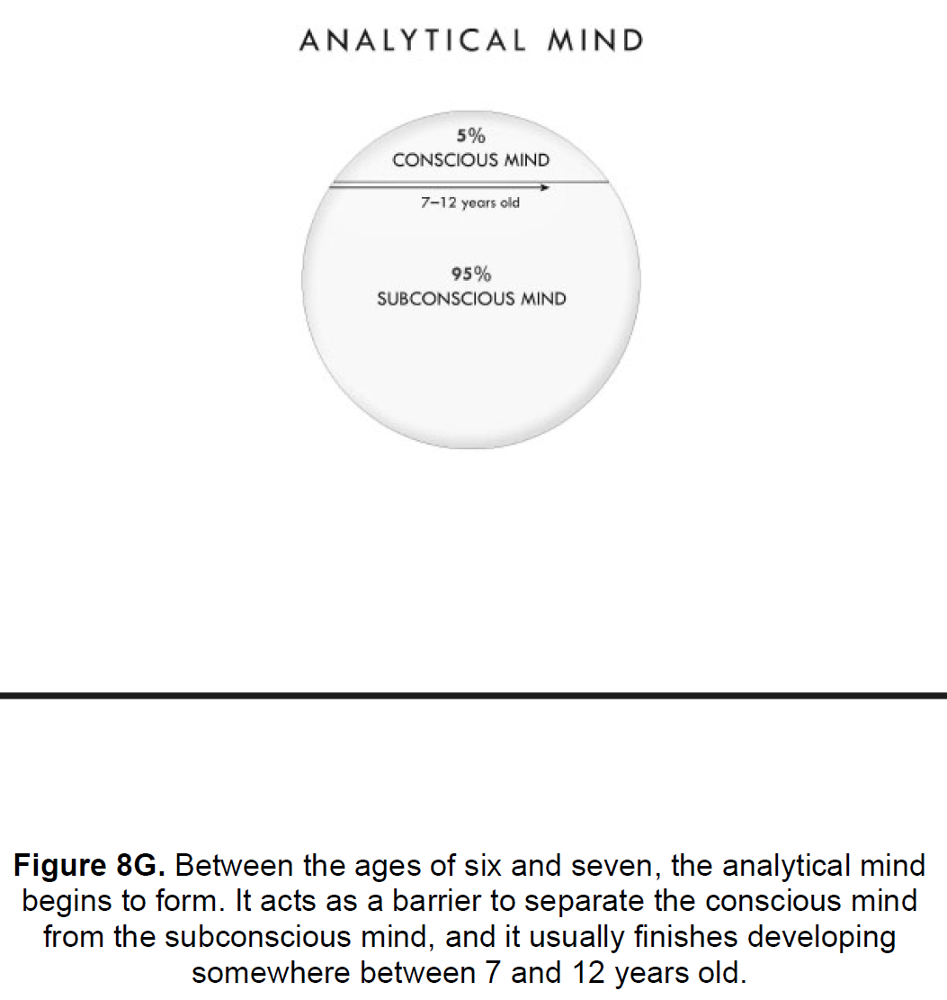 ANALYTICAL MIND
5%
CONSCIOUS MIND
7–12 years old
95%
SUBCONSCIOUS MIND
Figure 8G. Between the ages of six and seven, the analytical mind
begins to form. It acts as a barrier to separate the conscious mind
from the subconscious mind, and it usually finishes developing
somewhere between 7 and 12 years old.